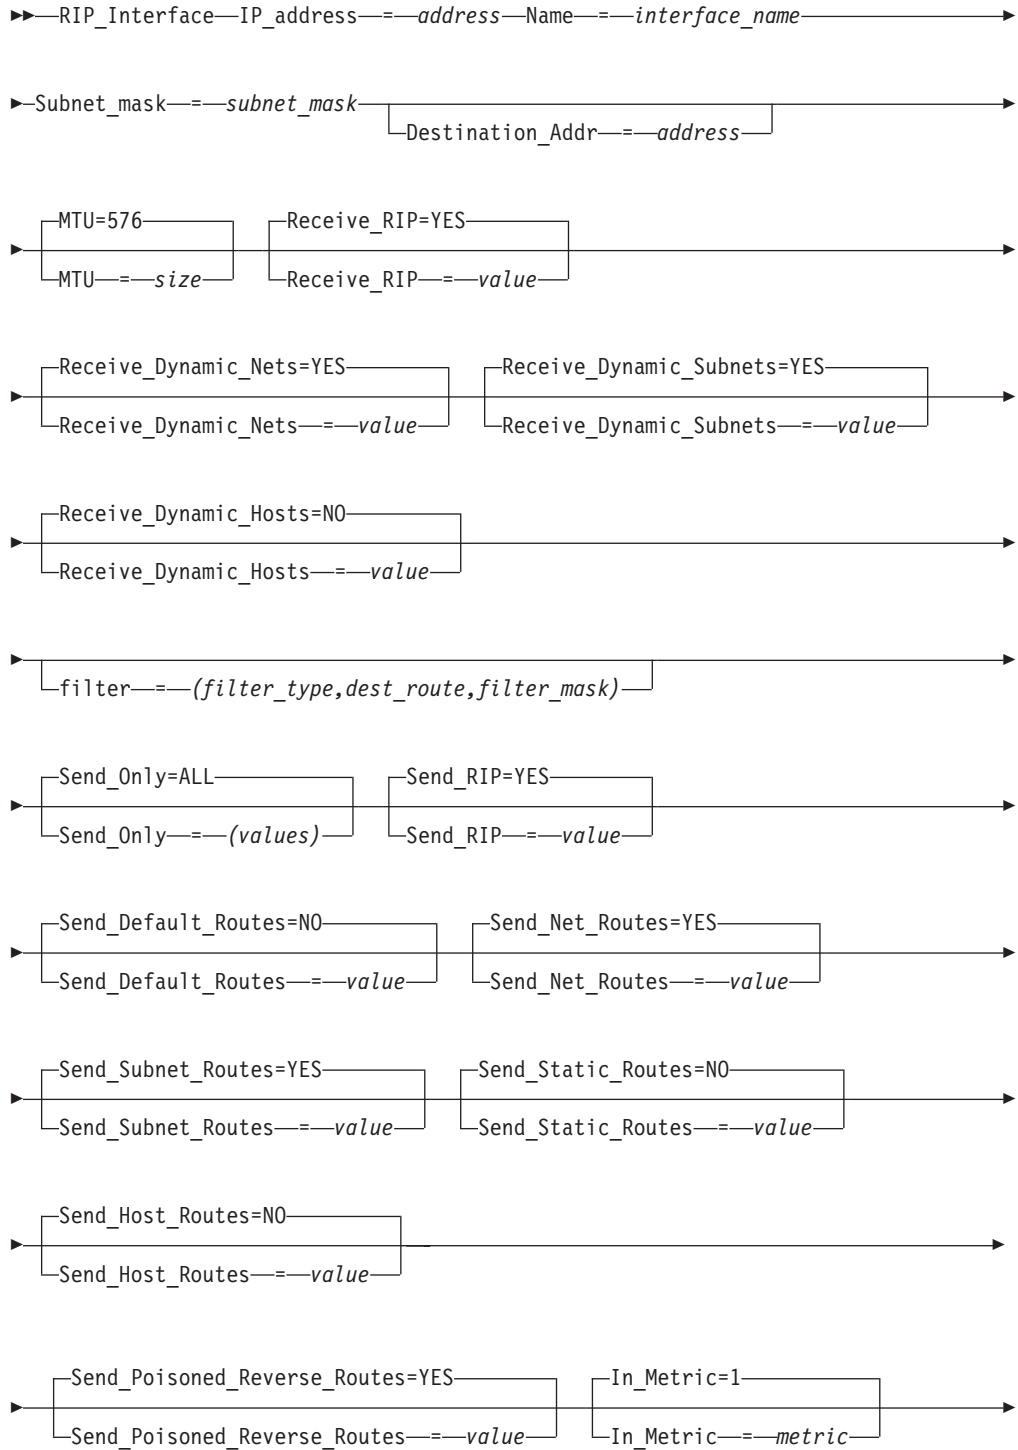 RIP_Interface IP_address = address Name = interface_name
Subnet_mask = subnet_mask
Destination_Addr = address
MTU=576 Receive_RIP=YES
MTU = size Receive_RIP = value
Receive_Dynamic_Nets=YES Receive_Dynamic_Subnets=YES
Receive_Dynamic_Nets = value Receive_Dynamic_Subnets = value
Receive_Dynamic_Hosts=NO
Receive_Dynamic_Hosts = value
filter = (filter_type,dest_route,filter_mask)
Send_Only=ALL Send_RIP=YES
Send_Only = (values) Send_RIP = value
Send_Default_Routes=NO Send_Net_Routes=YES
Send_Default_Routes = value Send_Net_Routes = value
Send_Subnet_Routes=YES Send_Static_Routes=NO
Send_Subnet_Routes = value Send_Static_Routes = value
Send_Host_Routes=NO
Send_Host_Routes = value
Send_Poisoned_Reverse_Routes=YES In_Metric=1
Send_Poisoned_Reverse_Routes = value In_Metric = metric